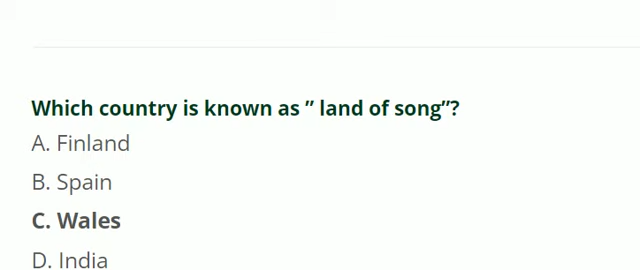 Which country is known as ” land of song”?
A. Finland
B. Spain
C. Wales
D. India